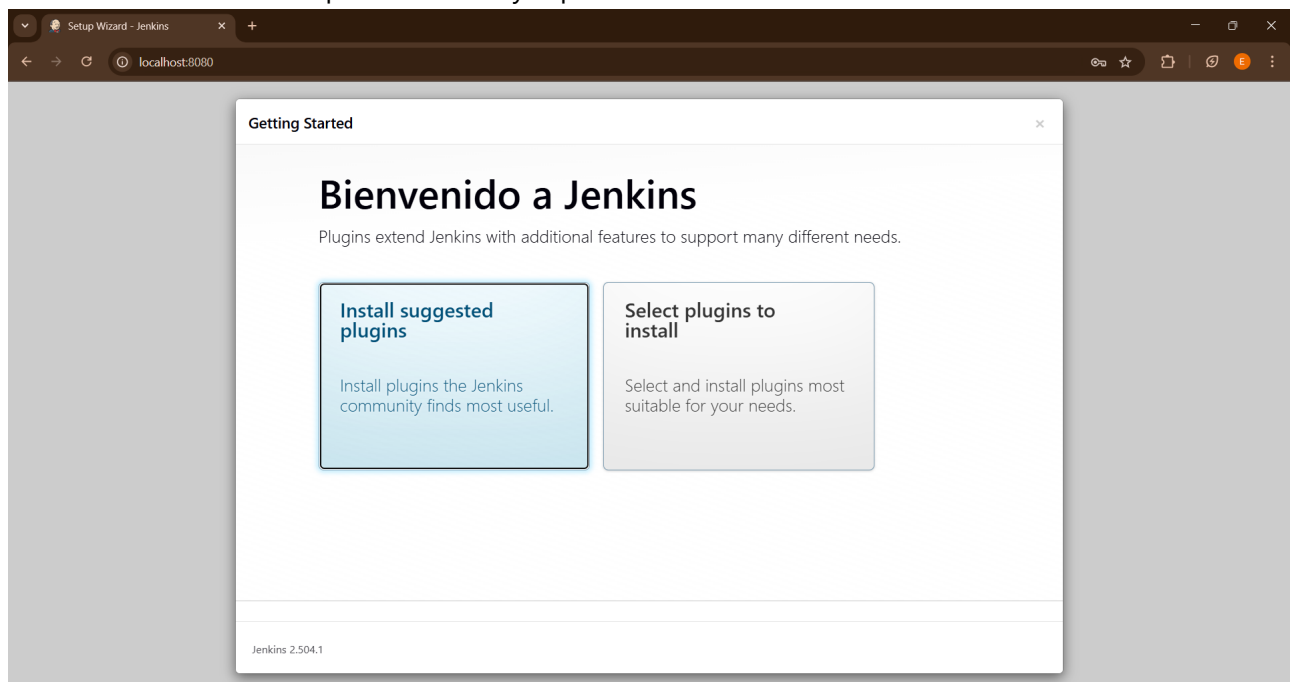 Setup Wizard - Jenkins
localhost:8080
E
Getting Started
Bienvenido a Jenkins
Plugins extend Jenkins with additional features to support many different needs.
Install suggested
plugins
Install plugins the Jenkins
community finds most useful.
Select plugins to
install
Select and install plugins most
suitable for your needs.
Jenkins 2.504.1